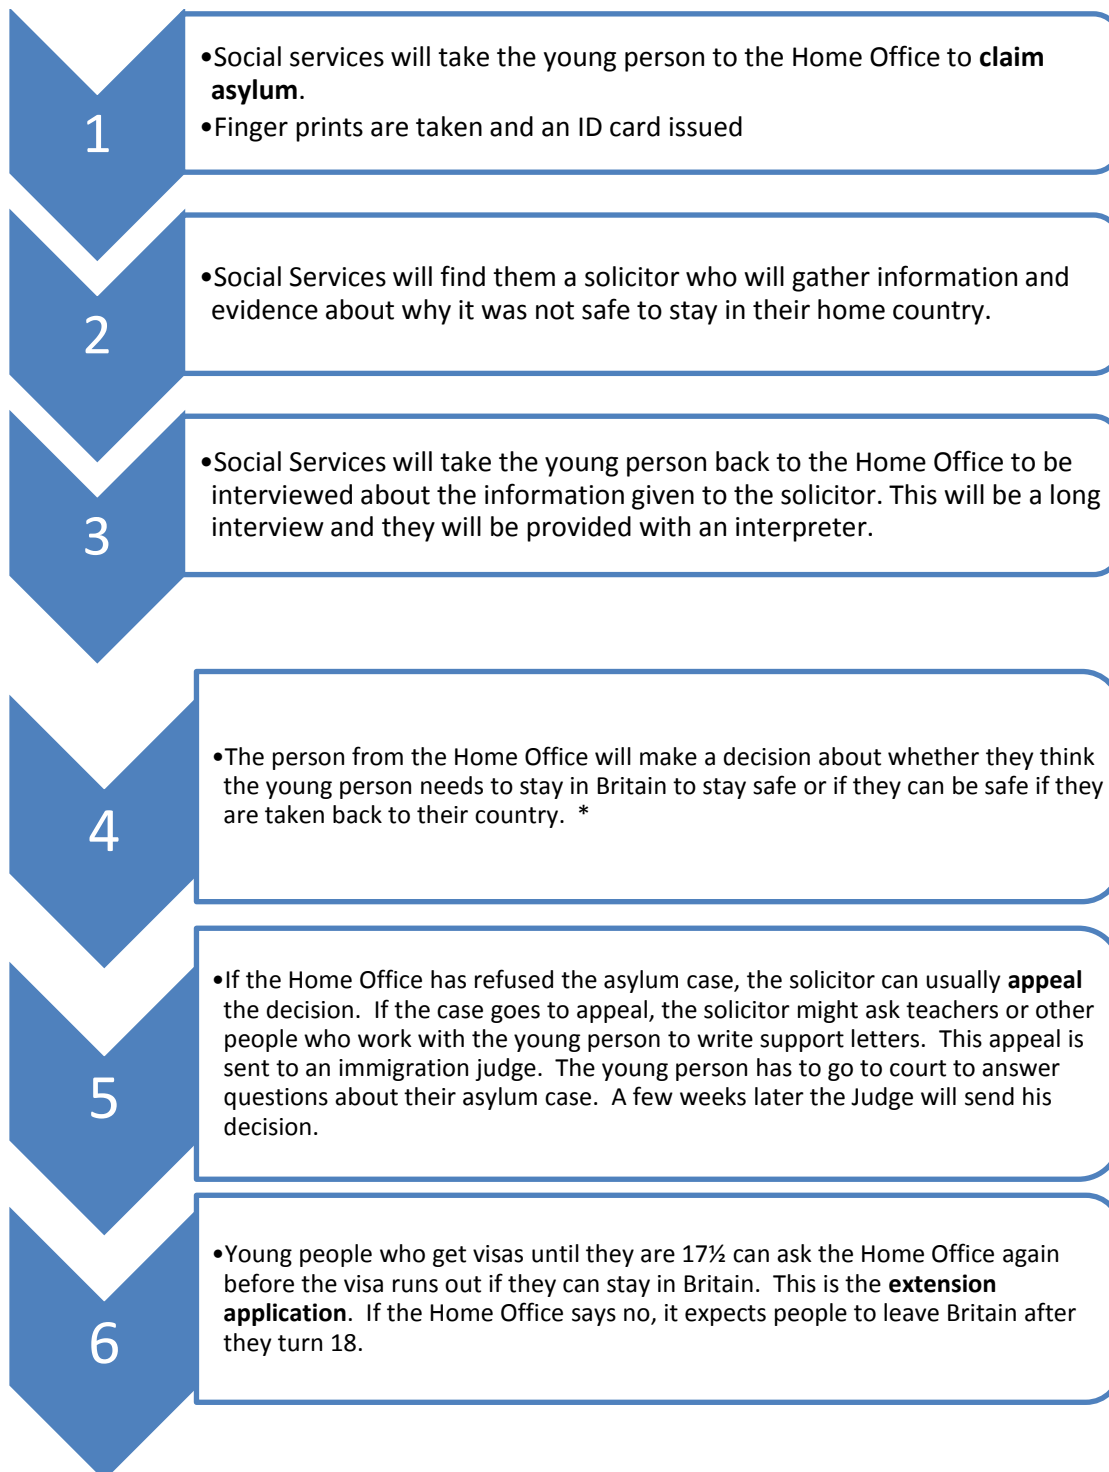 1
•Social services will take the young person to the Home Office to claim
asylum.
•Finger prints are taken and an ID card issued
2
•Social Services will find them a solicitor who will gather information and
evidence about why it was not safe to stay in their home country.
3
•Social Services will take the young person back to the Home Office to be
interviewed about the information given to the solicitor. This will be a long
interview and they will be provided with an interpreter.
4
•The person from the Home Office will make a decision about whether they think
the young person needs to stay in Britain to stay safe or if they can be safe if they
are taken back to their country. *
5
•If the Home Office has refused the asylum case, the solicitor can usually appeal
the decision. If the case goes to appeal, the solicitor might ask teachers or other
people who work with the young person to write support letters. This appeal is
sent to an immigration judge. The young person has to go to court to answer
questions about their asylum case. A few weeks later the Judge will send his
decision.
6
•Young people who get visas until they are 17½ can ask the Home Office again
before the visa runs out if they can stay in Britain. This is the extension
application. If the Home Office says no, it expects people to leave Britain after
they turn 18.